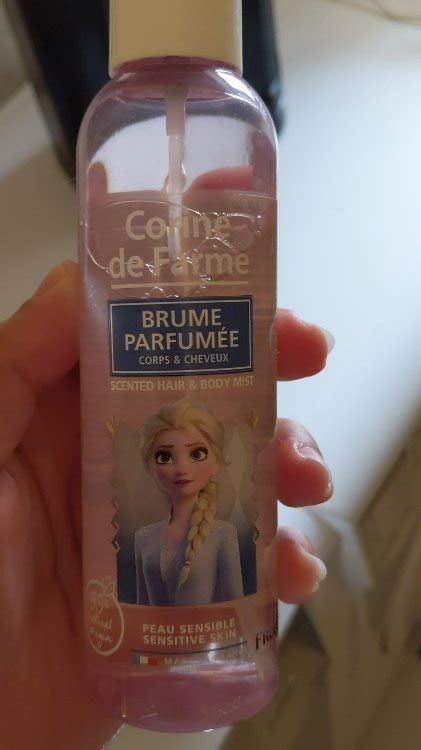 Corine
de Farme
BRUME
PARFUMÉE
CORPS & CHEVEUX
SCENTED HAIR & BODY MIST
PEAU SENSIBLE
SENSITIVE SKIN